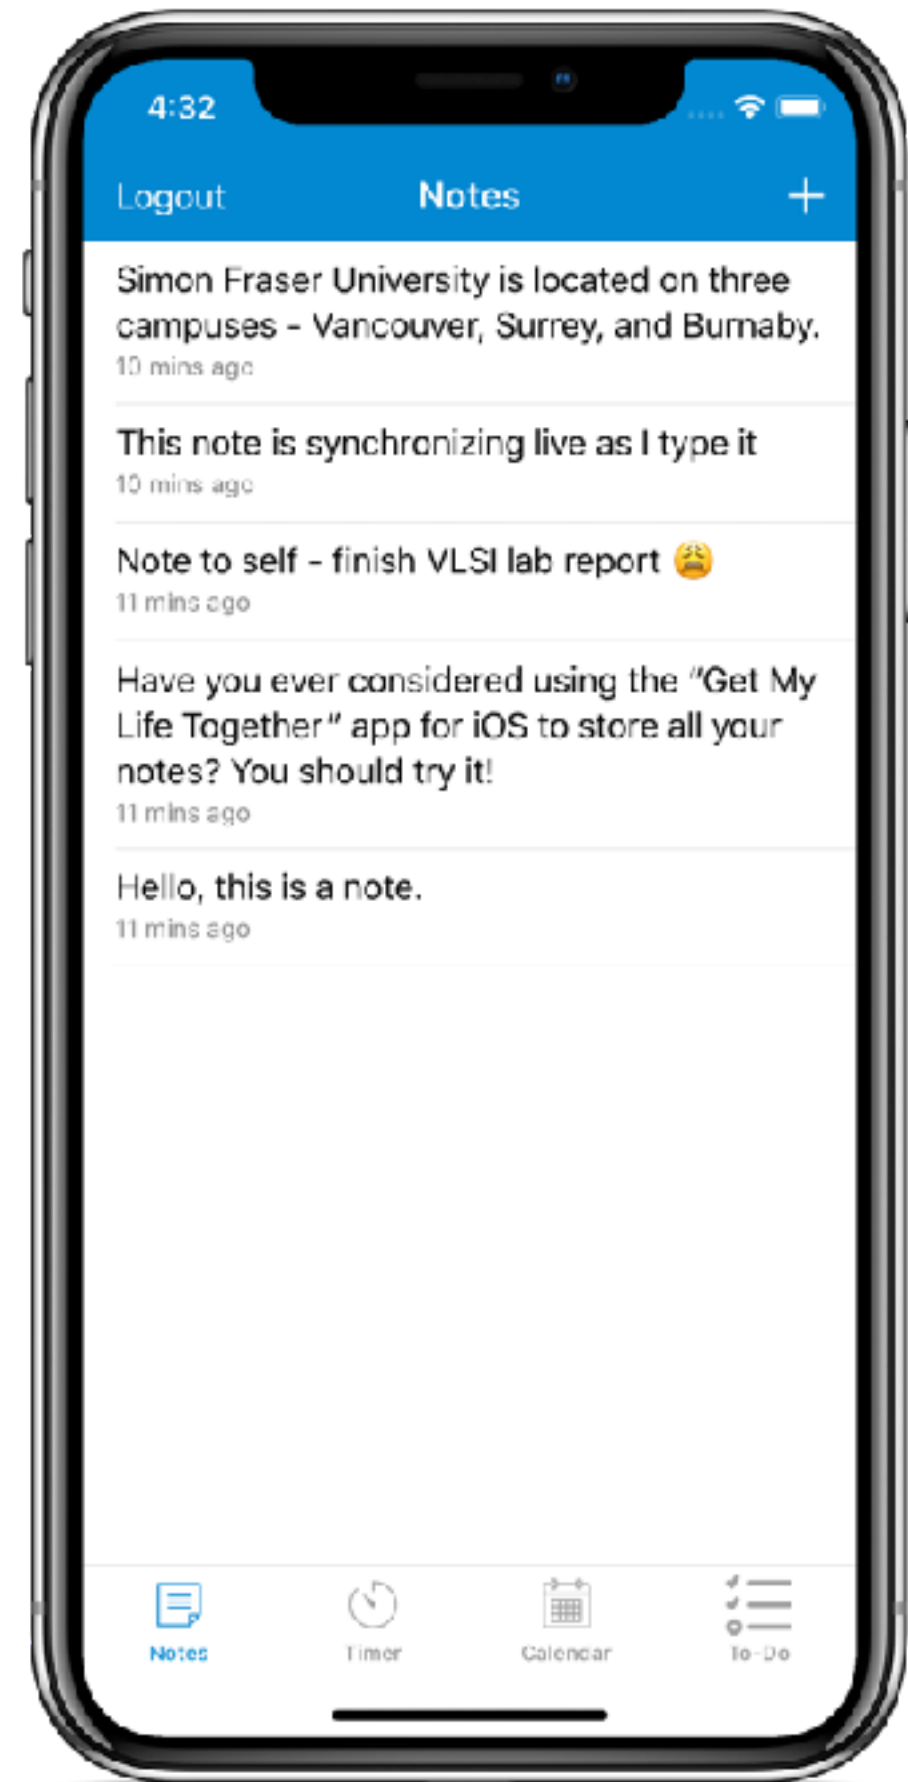 4:32
Logout Notes +
Simon Fraser University is located on three
campuses - Vancouver, Surrey, and Burnaby.
10 mins ago
This note is synchronizing live as I type it
10 mins ago
Note to self - finish VLSI lab report 😩
11 mins ago
Have you ever considered using the "Get My
Life Together" app for iOS to store all your
notes? You should try it!
11 mins ago
Hello, this is a note.
11 mins ago
Notes Timer Calendar To-Do